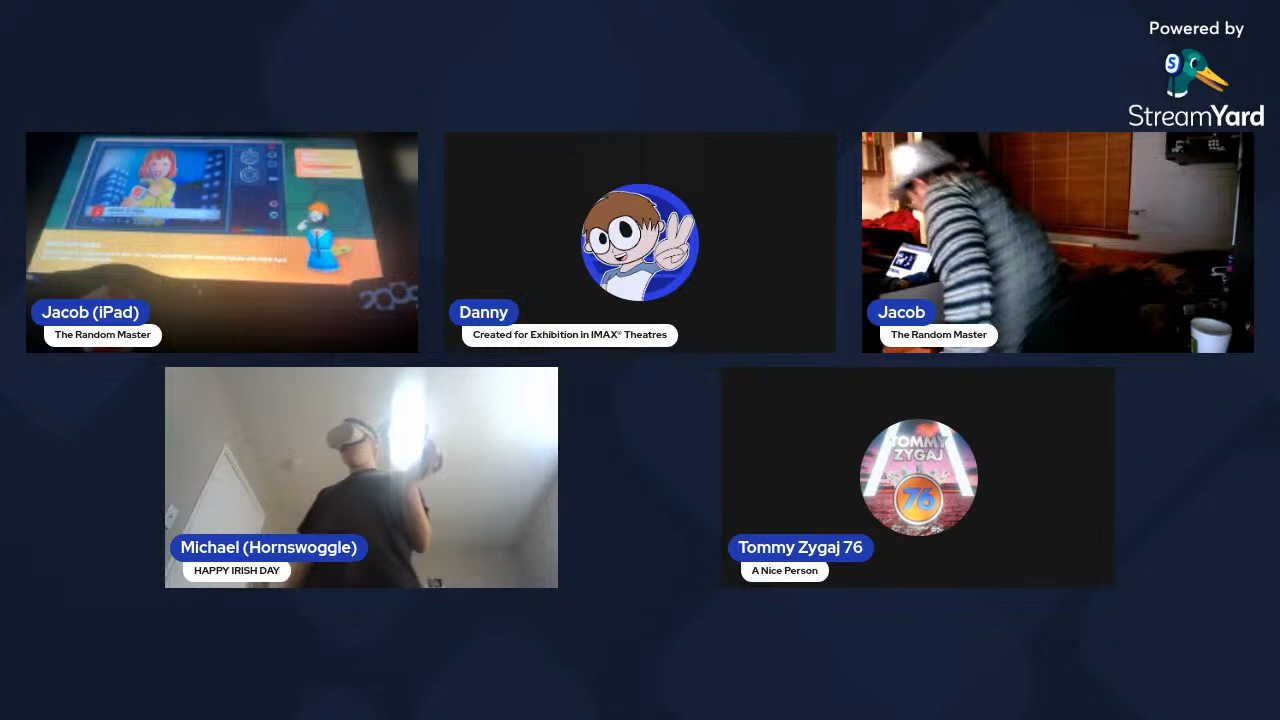 Powered by
S
StreamYard
Jacob (iPad)
The Random Master
Danny
Created for Exhibition in IMAX® Theatres
Jacob
The Random Master
Michael (Hornswoggle)
HAPPY IRISH DAY
TOMMY
ZYGAJ
76
Tommy Zygaj 76
A Nice Person